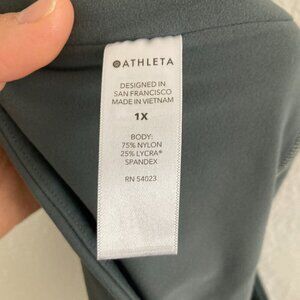 ATHLETA
DESIGNED IN
SAN FRANCISCO
MADE IN VIETNAM
1X
BODY:
75% NYLON
25% LYCRA®
SPANDEX
RN 54023